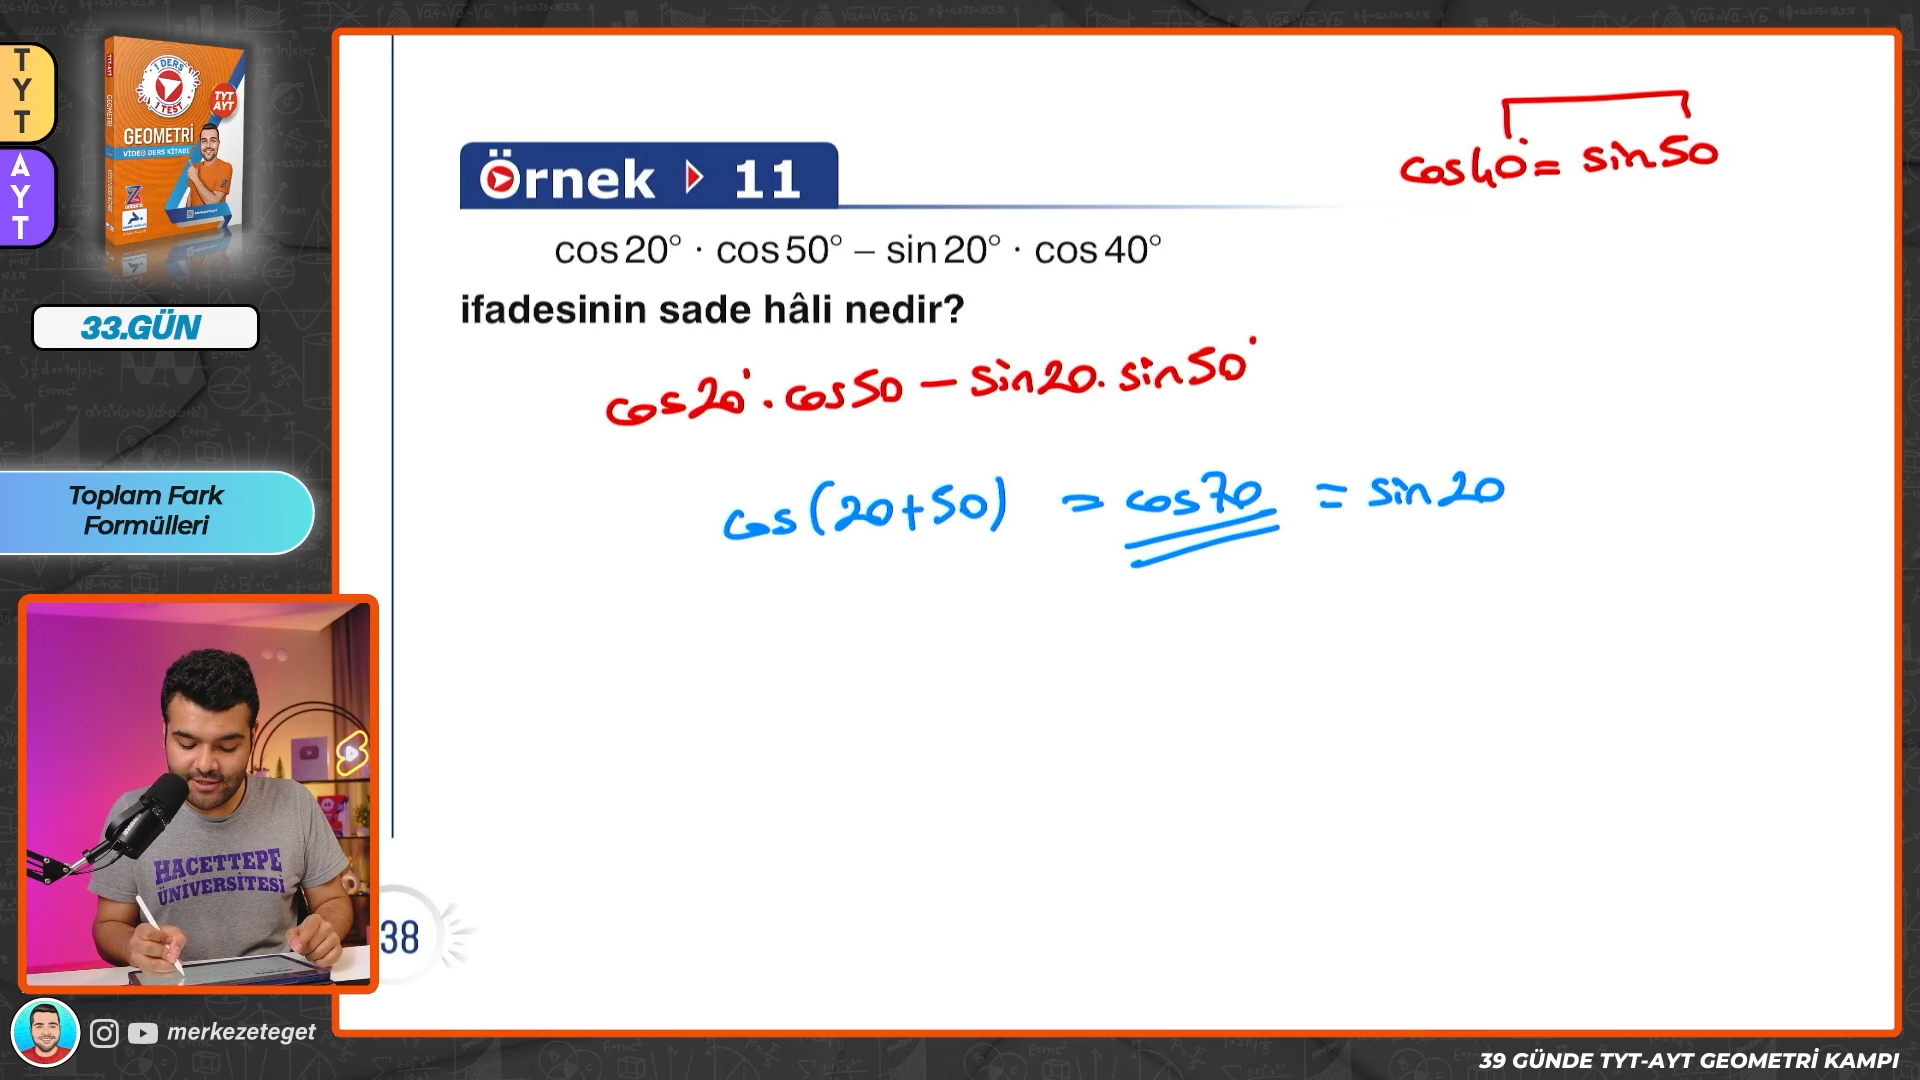 TYT
AYT
1 DERS
1 TEST
TYT
AYT
GEOMETRİ
VİDEO DERS KİTABI
33.GÜN
Toplam Fark
Formülleri
Örnek 11
cos 20° · cos 50° – sin 20° · cos 40°
ifadesinin sade hâli nedir?
cos40° = sin50
cos20° . cos50 – sin20. sin50°
cos(20+50) = cos70 = sin20
HACETTEPE
ÜNİVERSİTESİ
38
merkezeteget
39 GÜNDE TYT-AYT GEOMETRİ KAMPI